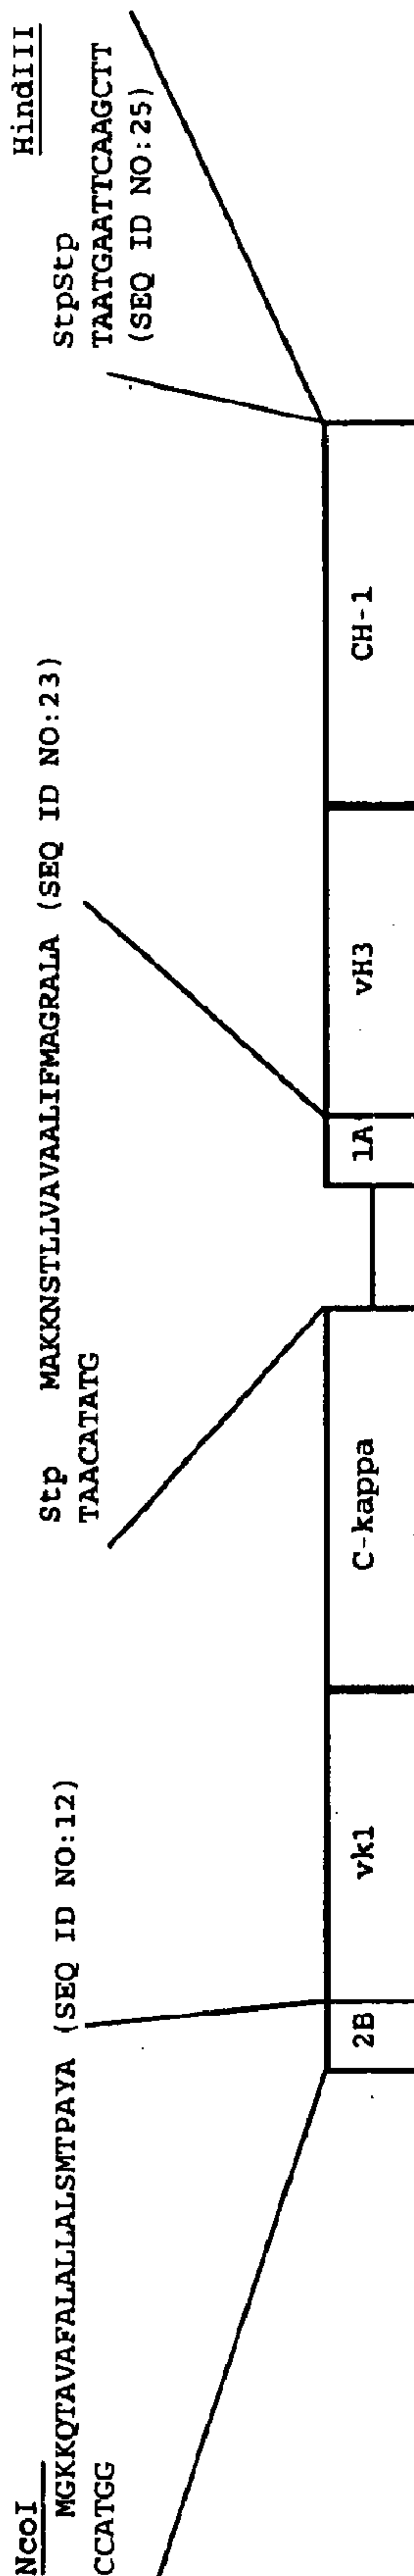 NcoI
MGKKQTAVAFALALLALSMTPAYA (SEQ ID NO:12)
CCATGG
Stp MAKKNSTLLVAVAALIFMAGRALA (SEQ ID NO:23)
TAACATATG
HindIII
StpStp
TAATGAATTCAAGCTT
(SEQ ID NO:25)
2B
vk1
C-kappa
1A
vH3
CH-1